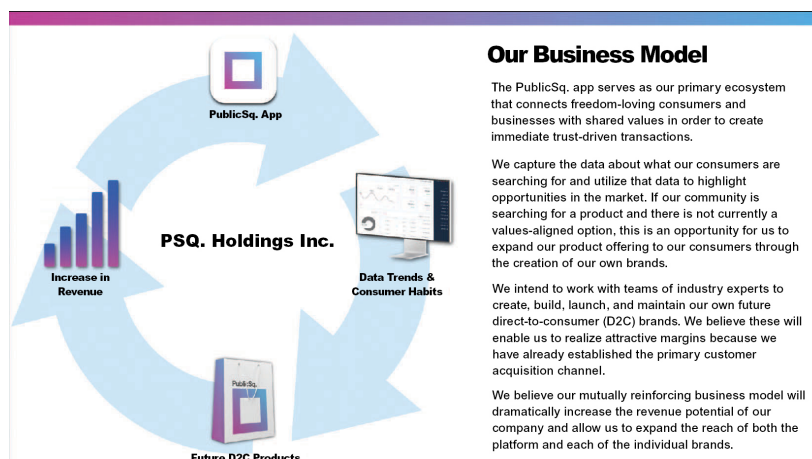 Our Business Model
The PublicSq. app serves as our primary ecosystem
that connects freedom-loving consumers and
businesses with shared values in order to create
immediate trust-driven transactions.
We capture the data about what our consumers are
searching for and utilize that data to highlight
opportunities in the market. If our community is
searching for a product and there is not currently a
values-aligned option, this is an opportunity for us to
expand our product offering to our consumers through
the creation of our own brands.
We intend to work with teams of industry experts to
create, build, launch, and maintain our own future
direct-to-consumer (D2C) brands. We believe these will
enable us to realize attractive margins because we
have already established the primary customer
acquisition channel.
We believe our mutually reinforcing business model will
dramatically increase the revenue potential of our
company and allow us to expand the reach of both the
platform and each of the individual brands.
PublicSq. App
PSQ. Holdings Inc.
Data Trends &
Consumer Habits
PublicSq.
Future D2C Products
Increase in
Revenue